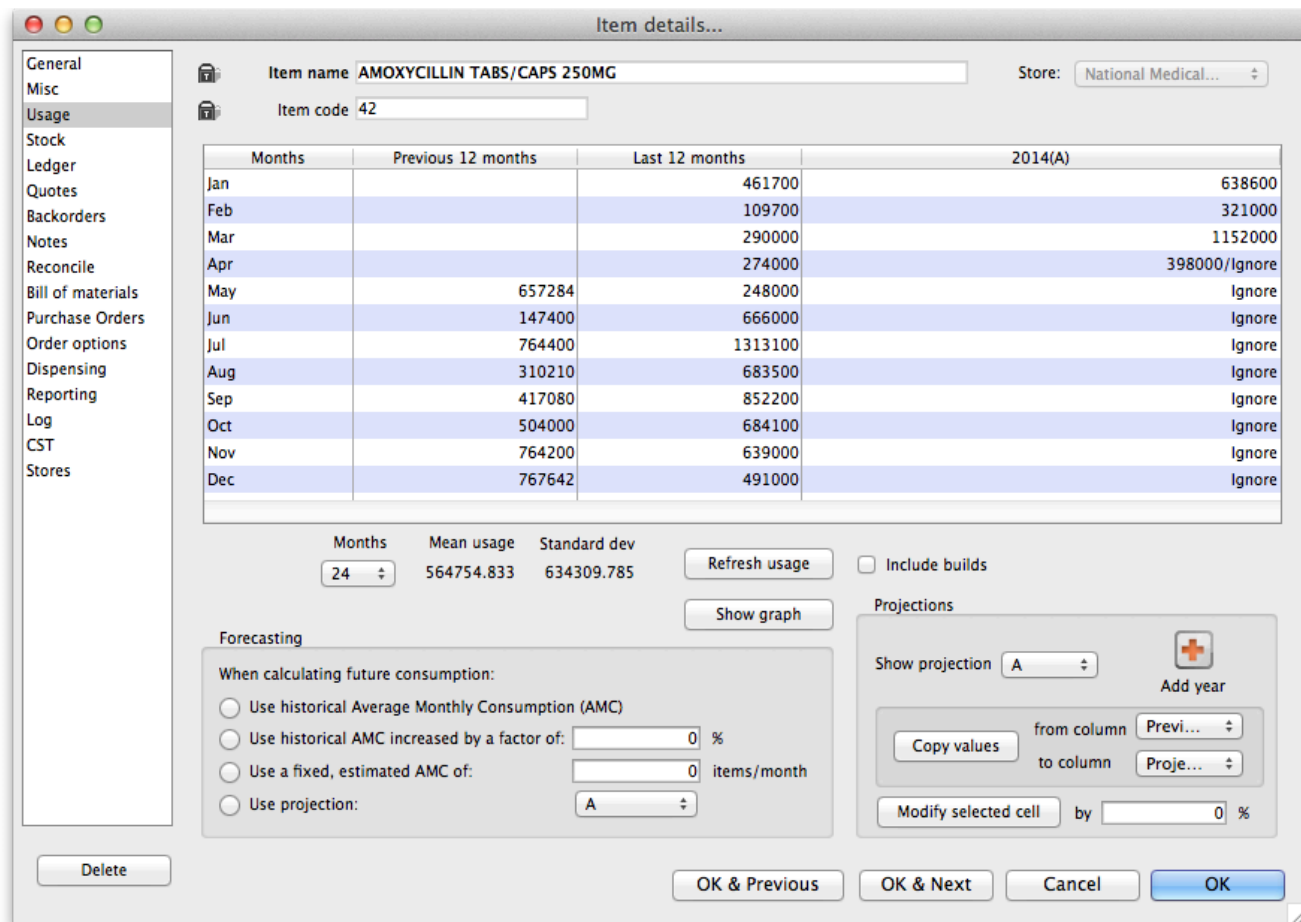 Item details...
General
Misc
Usage
Stock
Ledger
Quotes
Backorders
Notes
Reconcile
Bill of materials
Purchase Orders
Order options
Dispensing
Reporting
Log
CST
Stores
Delete
Item name AMOXYCILLIN TABS/CAPS 250MG Store: National Medical...
Item code 42
Months Previous 12 months Last 12 months 2014(A)
Jan 461700 638600
Feb 109700 321000
Mar 290000 1152000
Apr 274000 398000/Ignore
May 657284 248000 Ignore
Jun 147400 666000 Ignore
Jul 764400 1313100 Ignore
Aug 310210 683500 Ignore
Sep 417080 852200 Ignore
Oct 504000 684100 Ignore
Nov 764200 639000 Ignore
Dec 767642 491000 Ignore
Months Mean usage Standard dev
24 564754.833 634309.785
Refresh usage
Include builds
Show graph
Forecasting
When calculating future consumption:
Use historical Average Monthly Consumption (AMC)
Use historical AMC increased by a factor of: 0 %
Use a fixed, estimated AMC of: 0 items/month
Use projection: A
Projections
Show projection A
Add year
Copy values
from column Previ...
to column Proje...
Modify selected cell by 0 %
OK & Previous OK & Next Cancel OK